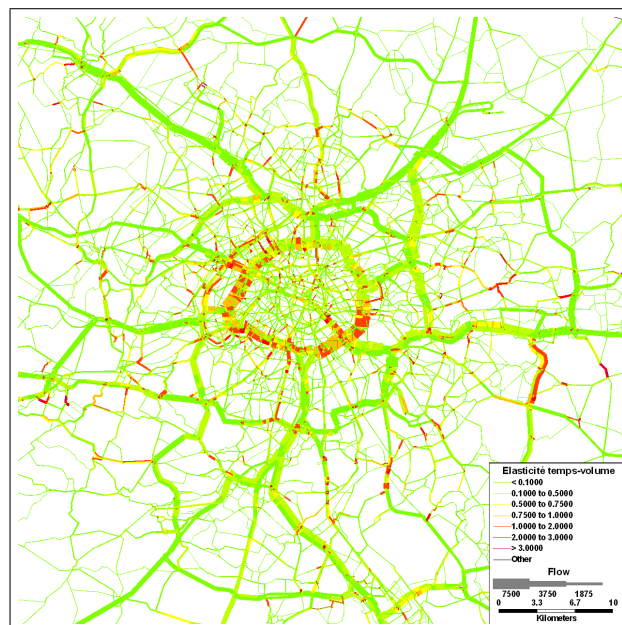 Elasticité temps-volume
< 0.1000
0.1000 to 0.5000
0.5000 to 0.7500
0.7500 to 1.0000
1.0000 to 2.0000
2.0000 to 3.0000
> 3.0000
Other
Flow
7500 3750 1875
0 3.3 6.7 10
Kilometers